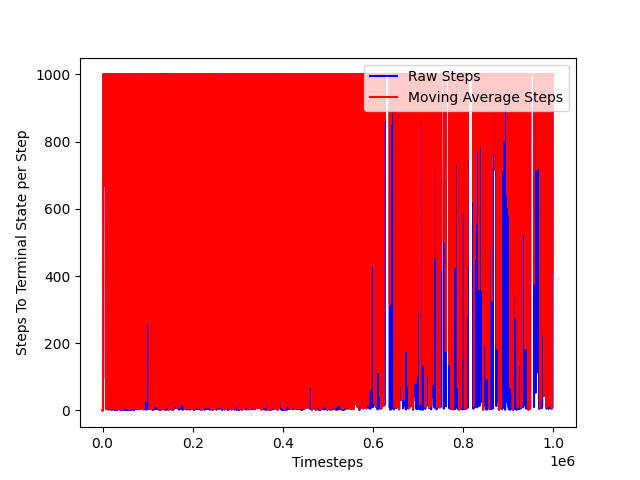 Raw Steps
Moving Average Steps
Steps To Terminal State per Step
1000
800
600
400
200
0
0.0 0.2 0.4 0.6 0.8 1.0
1e6
Timesteps